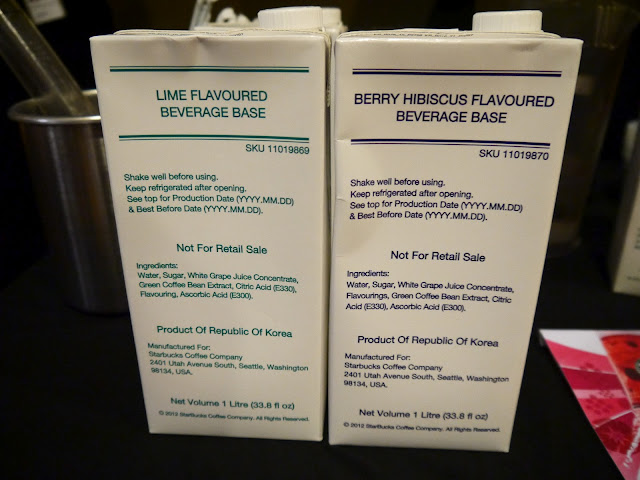 LIME FLAVOURED
BEVERAGE BASE
SKU 11019869
Shake well before using.
Keep refrigerated after opening.
See top for Production Date (YYYY.MM.DD)
& Best Before Date (YYYY.MM.DD).
Not For Retail Sale
Ingredients:
Water, Sugar, White Grape Juice Concentrate,
Green Coffee Bean Extract, Citric Acid (E330),
Flavouring, Ascorbic Acid (E300).
Product Of Republic Of Korea
Manufactured For:
Starbucks Coffee Company
2401 Utah Avenue South, Seattle, Washington
98134, USA.
Net Volume 1 Litre (33.8 fl oz)
© 2012 StarBucks Coffee Company. All Rights Reserved.
BERRY HIBISCUS FLAVOURED
BEVERAGE BASE
SKU 11019870
Shake well before using.
Keep refrigerated after opening.
See top for Production Date (YYYY.MM.DD)
& Best Before Date (YYYY.MM.DD).
Not For Retail Sale
Ingredients:
Water, Sugar, White Grape Juice Concentrate,
Flavourings, Green Coffee Bean Extract, Citric
Acid (E330), Ascorbic Acid (E300).
Product Of Republic Of Korea
Manufactured For:
Starbucks Coffee Company
2401 Utah Avenue South, Seattle, Washington
98134, USA.
Net Volume 1 Litre (33.8 fl oz)
© 2012 StarBucks Coffee Company. All Rights Reserved.